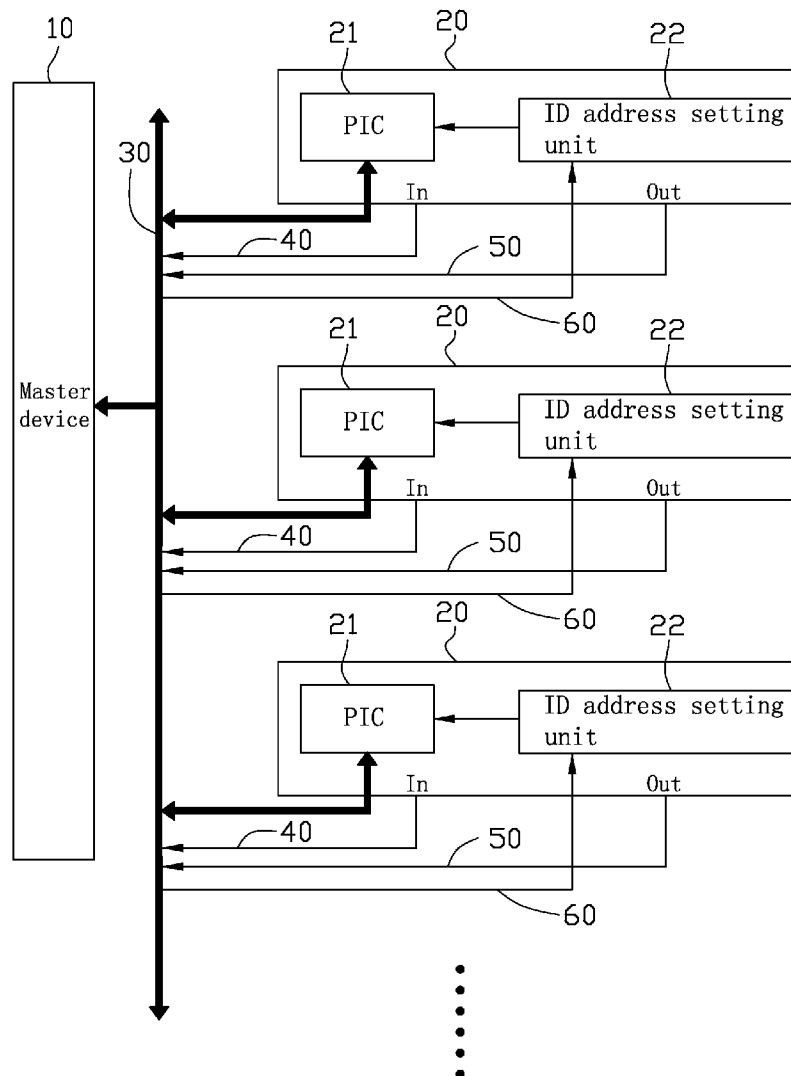 10
20
21
22
PIC
ID address setting
unit
30
In
Out
40
50
60
20
21
22
Master
device
PIC
ID address setting
unit
In
Out
40
50
60
20
21
22
PIC
ID address setting
unit
In
Out
40
50
60